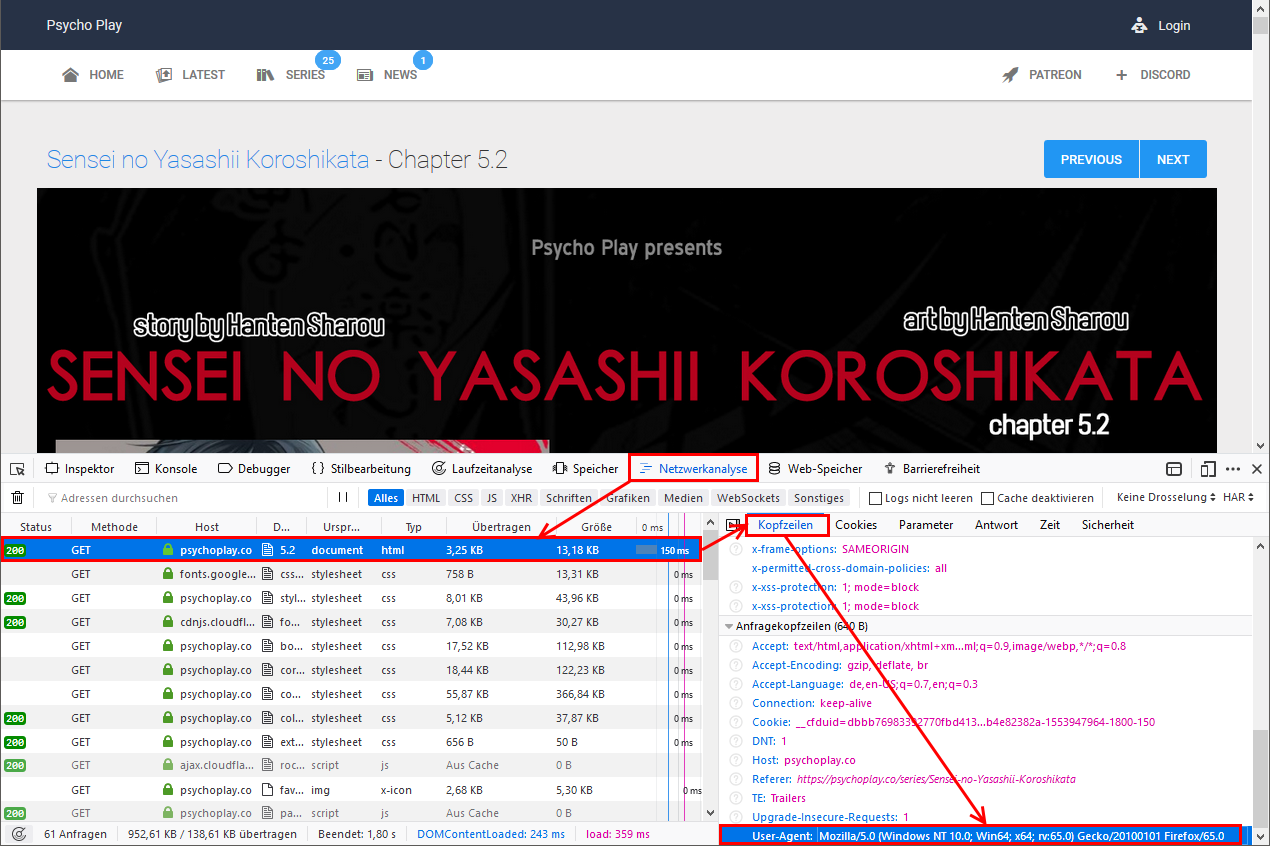 Psycho Play
Login
HOME
LATEST
SERIES
25
NEWS
1
PATREON
DISCORD
Sensei no Yasashii Koroshikata - Chapter 5.2
PREVIOUS
NEXT
Psycho Play presents
story by Hanten Sharou
art by Hanten Sharou
SENSEI NO YASASHII KOROSHIKATA
chapter 5.2
Inspektor Konsole Debugger Stilbearbeitung Laufzeitanalyse Speicher Netzwerkanalyse Web-Speicher Barrierefreiheit
Adressen durchsuchen
Alles HTML CSS JS XHR Schriften Grafiken Medien WebSockets Sonstiges
Logs nicht leeren Cache deaktivieren Keine Drosselung HAR
Status Methode Host D... Urspr... Typ Übertragen Größe 0 ms
200 GET psychoplay.co 5.2 document html 3,25 KB 13,18 KB 150 ms
GET fonts.google... css... stylesheet css 758 B 13,31 KB 0 ms
200 GET psychoplay.co styl... stylesheet css 8,01 KB 43,96 KB 0 ms
200 GET cdnjs.cloudfl... fo... stylesheet css 7,08 KB 30,27 KB 0 ms
GET psychoplay.co bo... stylesheet css 17,52 KB 112,98 KB 0 ms
GET psychoplay.co cor... stylesheet css 18,44 KB 122,23 KB 0 ms
GET psychoplay.co co... stylesheet css 55,87 KB 366,84 KB 0 ms
200 GET psychoplay.co col... stylesheet css 5,12 KB 37,87 KB 0 ms
200 GET psychoplay.co ext... stylesheet css 656 B 50 B 0 ms
200 GET ajax.cloudfla... roc... script js Aus Cache 0 B
GET psychoplay.co fav... img x-icon 2,68 KB 5,30 KB 0 ms
200 GET psychoplay.co pa... script js Aus Cache 0 B
61 Anfragen 952,61 KB / 138,61 KB übertragen Beendet: 1,80 s DOMContentLoaded: 243 ms load: 359 ms
Kopfzeilen Cookies Parameter Antwort Zeit Sicherheit
x-frame-options: SAMEORIGIN
x-permitted-cross-domain-policies: all
x-xss-protection: 1; mode=block
x-xss-protection: 1; mode=block
Anfragekopfzeilen (640 B)
Accept: text/html,application/xhtml+xm...ml;q=0.9,image/webp,*/*;q=0.8
Accept-Encoding: gzip, deflate, br
Accept-Language: de,en-US;q=0.7,en;q=0.3
Connection: keep-alive
Cookie: __cfduid=dbbb76983392770fbd413...b4e82382a-1553947964-1800-150
DNT: 1
Host: psychoplay.co
Referer: https://psychoplay.co/series/Sensei-no-Yasashii-Koroshikata
TE: Trailers
Upgrade-Insecure-Requests: 1
User-Agent: Mozilla/5.0 (Windows NT 10.0; Win64; x64; rv:65.0) Gecko/20100101 Firefox/65.0